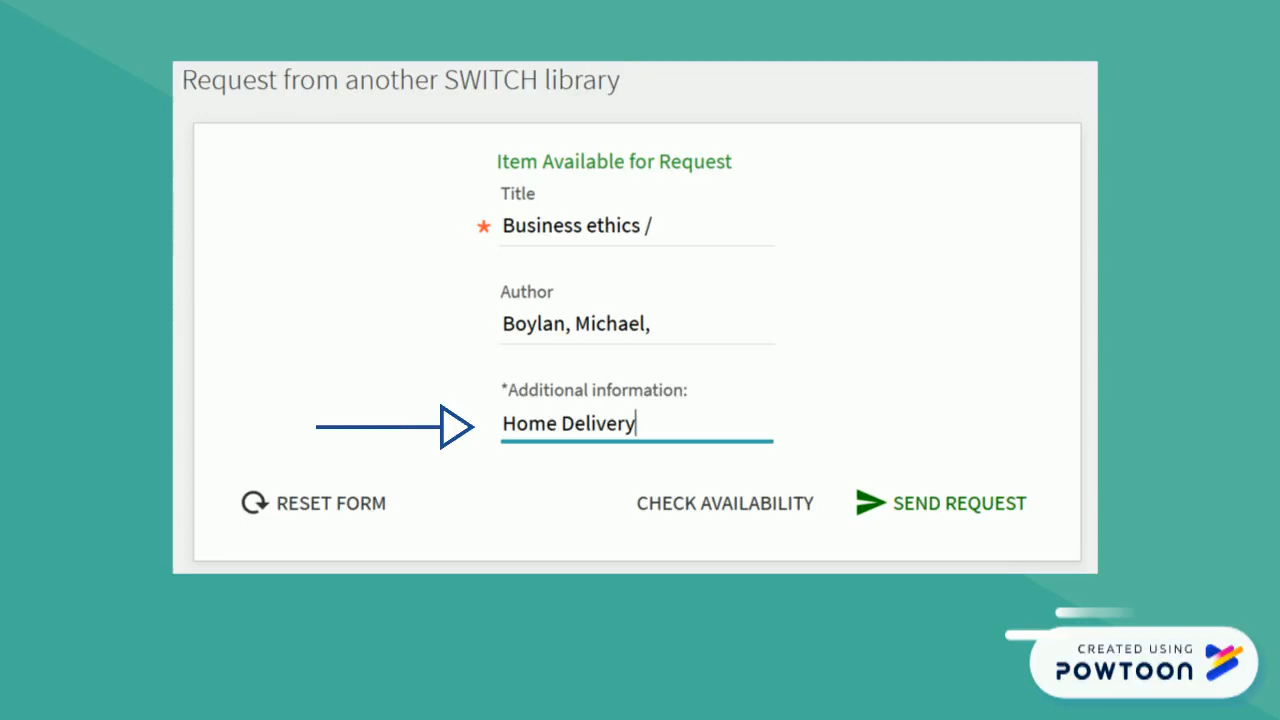 Request from another SWITCH library
Item Available for Request
Title
* Business ethics /
Author
Boylan, Michael,
*Additional information:
Home Delivery
RESET FORM
CHECK AVAILABILITY
SEND REQUEST
CREATED USING
POWTOON